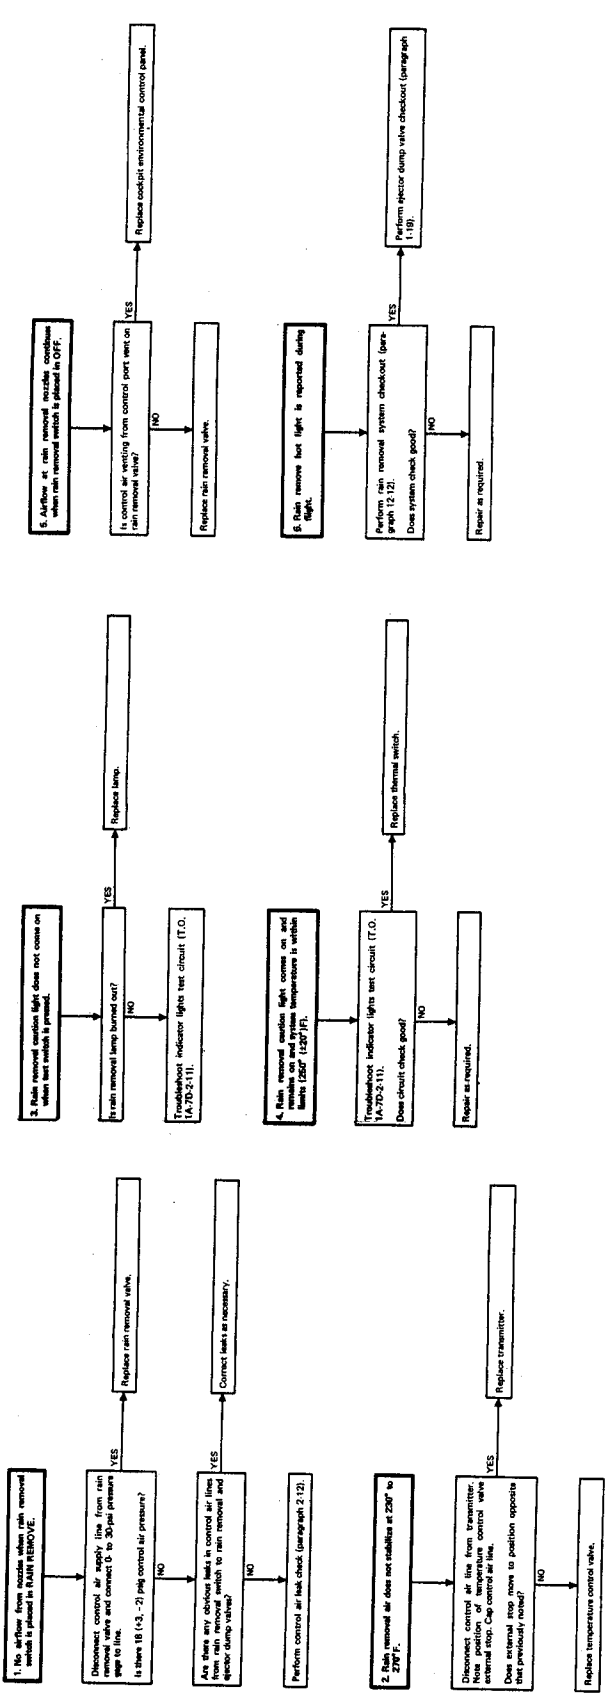 1. No airflow from nozzles when rain removal
switch is placed in RAIN REMOVE.
Disconnect control air supply line from rain
removal valve and connect 0- to 30-psi pressure
gage to line.
Is there 18 (+3, -2) psig control air pressure?
YES
Replace rain removal valve.
NO
Are there any obvious leaks in control air lines
from rain removal switch to rain removal and
ejector dump valves?
YES
Correct leaks as necessary.
NO
Perform control air leak check (paragraph 2-12).
2. Rain removal air does not stabilize at 230° to
270°F.
Disconnect control air line from transmitter.
Note position of temperature control valve
external stop. Cap control air line.
Does external stop move to position opposite
that previously noted?
YES
Replace transmitter.
NO
Replace temperature control valve.
3. Rain removal caution light does not come on
when test switch is pressed.
Is rain removal lamp burned out?
YES
Replace lamp.
NO
Troubleshoot indicator lights test circuit (T.O.
1A-7D-2-11).
4. Rain removal caution light comes on and
remains on and system temperature is within
limits (250° (±20°)F).
Troubleshoot indicator lights test circuit (T.O.
1A-7D-2-11).
Does circuit check good?
YES
Replace thermal switch.
NO
Repair as required.
5. Airflow at rain removal nozzles continues
when rain removal switch is placed in OFF.
Is control air venting from control port vent on
rain removal valve?
YES
Replace cockpit environmental control panel.
NO
Replace rain removal valve.
6. Rain remove hot light is reported during
flight.
Perform rain removal system checkout (para-
graph 12-12).
Does system check good?
YES
Perform ejector dump valve checkout (paragraph
1-19).
NO
Repair as required.